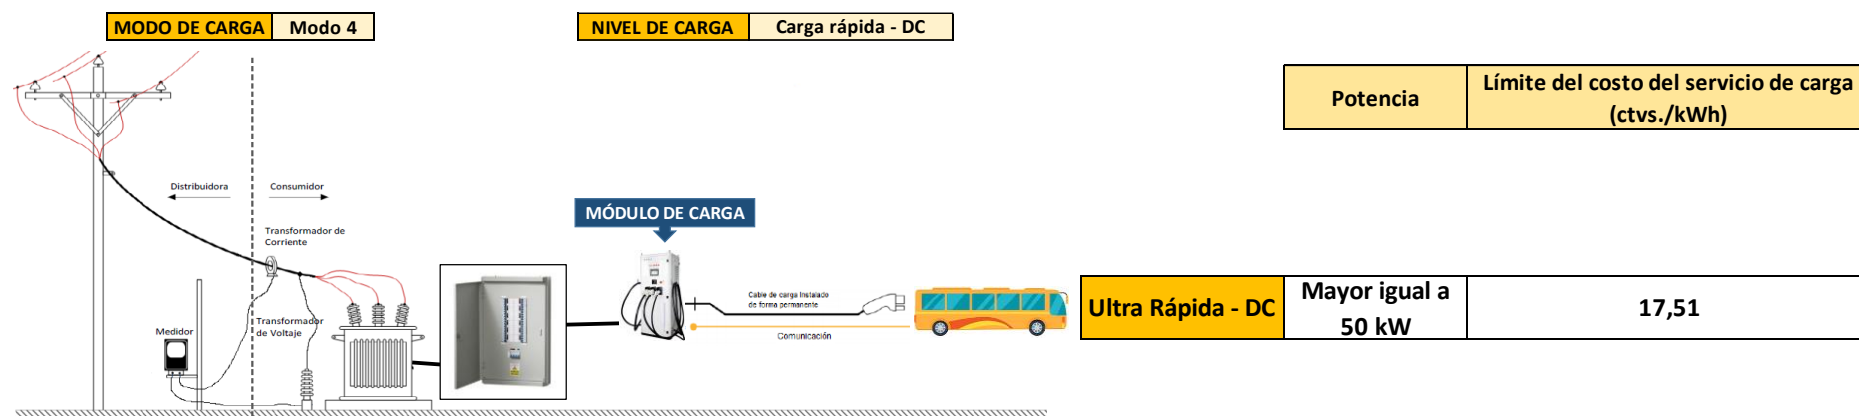 MODO DE CARGA Modo 4
NIVEL DE CARGA Carga rápida - DC
Potencia
Límite del costo del servicio de carga
(ctvs./kWh)
Distribuidora
Consumidor
MÓDULO DE CARGA
Transformador de
Corriente
Cable de carga Instalado
de forma permanente
Comunicación
Medidor
Transformador
de Voltaje
Ultra Rápida - DC
Mayor igual a
50 kW
17,51